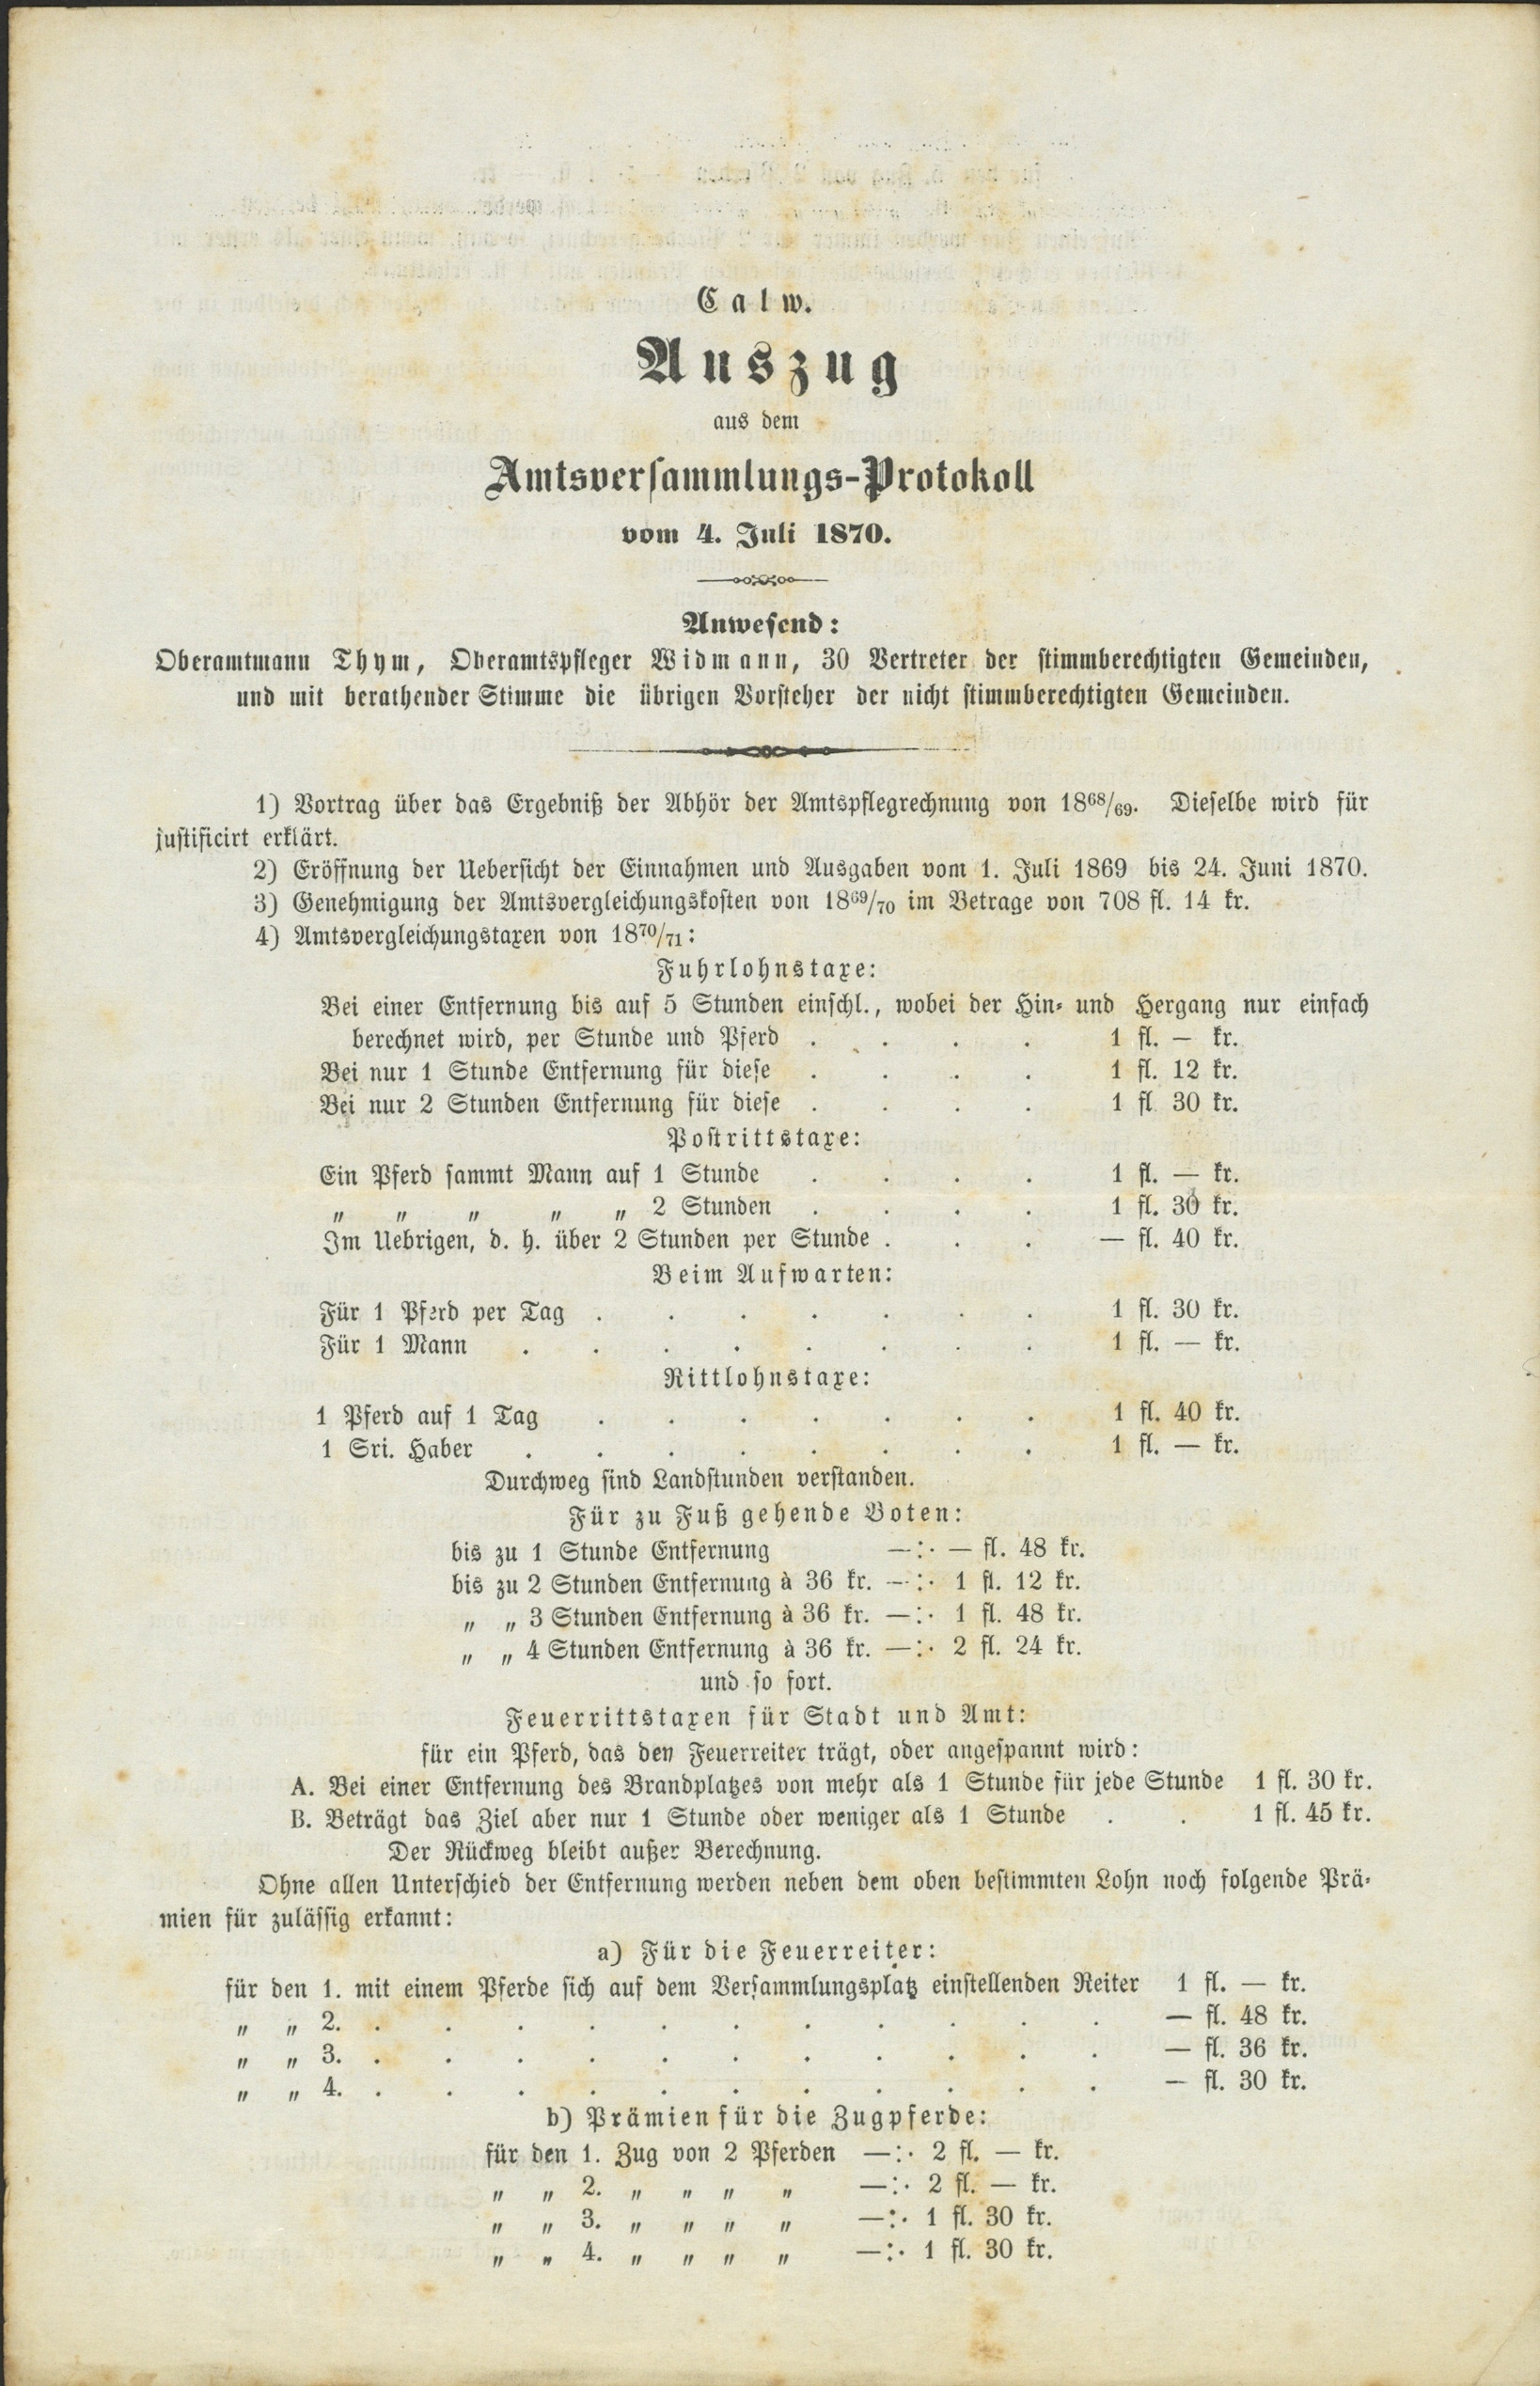 Calw.
Auszug
aus dem
Amtsversammlungs-Protokoll
vom 4. Juli 1870.
Anwesend:
Oberamtmann Thym, Oberamtspfleger Widmann, 30 Vertreter der stimmberechtigten Gemeinden,
und mit berathender Stimme die übrigen Vorsteher der nicht stimmberechtigten Gemeinden.
1) Vortrag über das Ergebniß der Abhör der Amtspflegrechnung von 1868/69. Dieselbe wird für
justificirt erklärt.
2) Eröffnung der Uebersicht der Einnahmen und Ausgaben vom 1. Juli 1869 bis 24. Juni 1870.
3) Genehmigung der Amtsvergleichungskosten von 1869/70 im Betrage von 708 fl. 14 kr.
4) Amtsvergleichungstaxen von 1870/71:
Fuhrlohnstaxe:
Bei einer Entfernung bis auf 5 Stunden einschl., wobei der Hin- und Hergang nur einfach
berechnet wird, per Stunde und Pferd . . . . 1 fl. — kr.
Bei nur 1 Stunde Entfernung für diese . . . . 1 fl. 12 kr.
Bei nur 2 Stunden Entfernung für diese . . . . 1 fl 30 kr.
Postrittstaxe:
Ein Pferd sammt Mann auf 1 Stunde . . . . 1 fl. — kr.
„ „ „ „ „ 2 Stunden . . . . 1 fl. 30 kr.
Im Uebrigen, d. h. über 2 Stunden per Stunde . . . — fl. 40 kr.
Beim Aufwarten:
Für 1 Pferd per Tag . . . . . . . 1 fl. 30 kr.
Für 1 Mann . . . . . . . . 1 fl. — kr.
Rittlohnstaxe:
1 Pferd auf 1 Tag . . . . . . . 1 fl. 40 kr.
1 Sri. Haber . . . . . . . . 1 fl. — kr.
Durchweg sind Landstunden verstanden.
Für zu Fuß gehende Boten:
bis zu 1 Stunde Entfernung —:· — fl. 48 kr.
bis zu 2 Stunden Entfernung à 36 kr. —:· 1 fl. 12 kr.
„ „ 3 Stunden Entfernung à 36 kr. —:· 1 fl. 48 kr.
„ „ 4 Stunden Entfernung à 36 kr. —:· 2 fl. 24 kr.
und so fort.
Feuerrittstaxen für Stadt und Amt:
für ein Pferd, das den Feuerreiter trägt, oder angespannt wird:
A. Bei einer Entfernung des Brandplatzes von mehr als 1 Stunde für jede Stunde 1 fl. 30 kr.
B. Beträgt das Ziel aber nur 1 Stunde oder weniger als 1 Stunde . . 1 fl. 45 kr.
Der Rückweg bleibt außer Berechnung.
Ohne allen Unterschied der Entfernung werden neben dem oben bestimmten Lohn noch folgende Prä-
mien für zulässig erkannt:
a) Für die Feuerreiter:
für den 1. mit einem Pferde sich auf dem Versammlungsplatz einstellenden Reiter 1 fl. — kr.
„ „ 2. . . . . . . . . . . . — fl. 48 kr.
„ „ 3. . . . . . . . . . . . — fl. 36 kr.
„ „ 4. . . . . . . . . . . . — fl. 30 kr.
b) Prämien für die Zugpferde:
für den 1. Zug von 2 Pferden —:· 2 fl. — kr.
„ „ 2. „ „ „ „ —:· 2 fl. — kr.
„ „ 3. „ „ „ „ —:· 1 fl. 30 kr.
„ „ 4. „ „ „ „ —:· 1 fl. 30 kr.